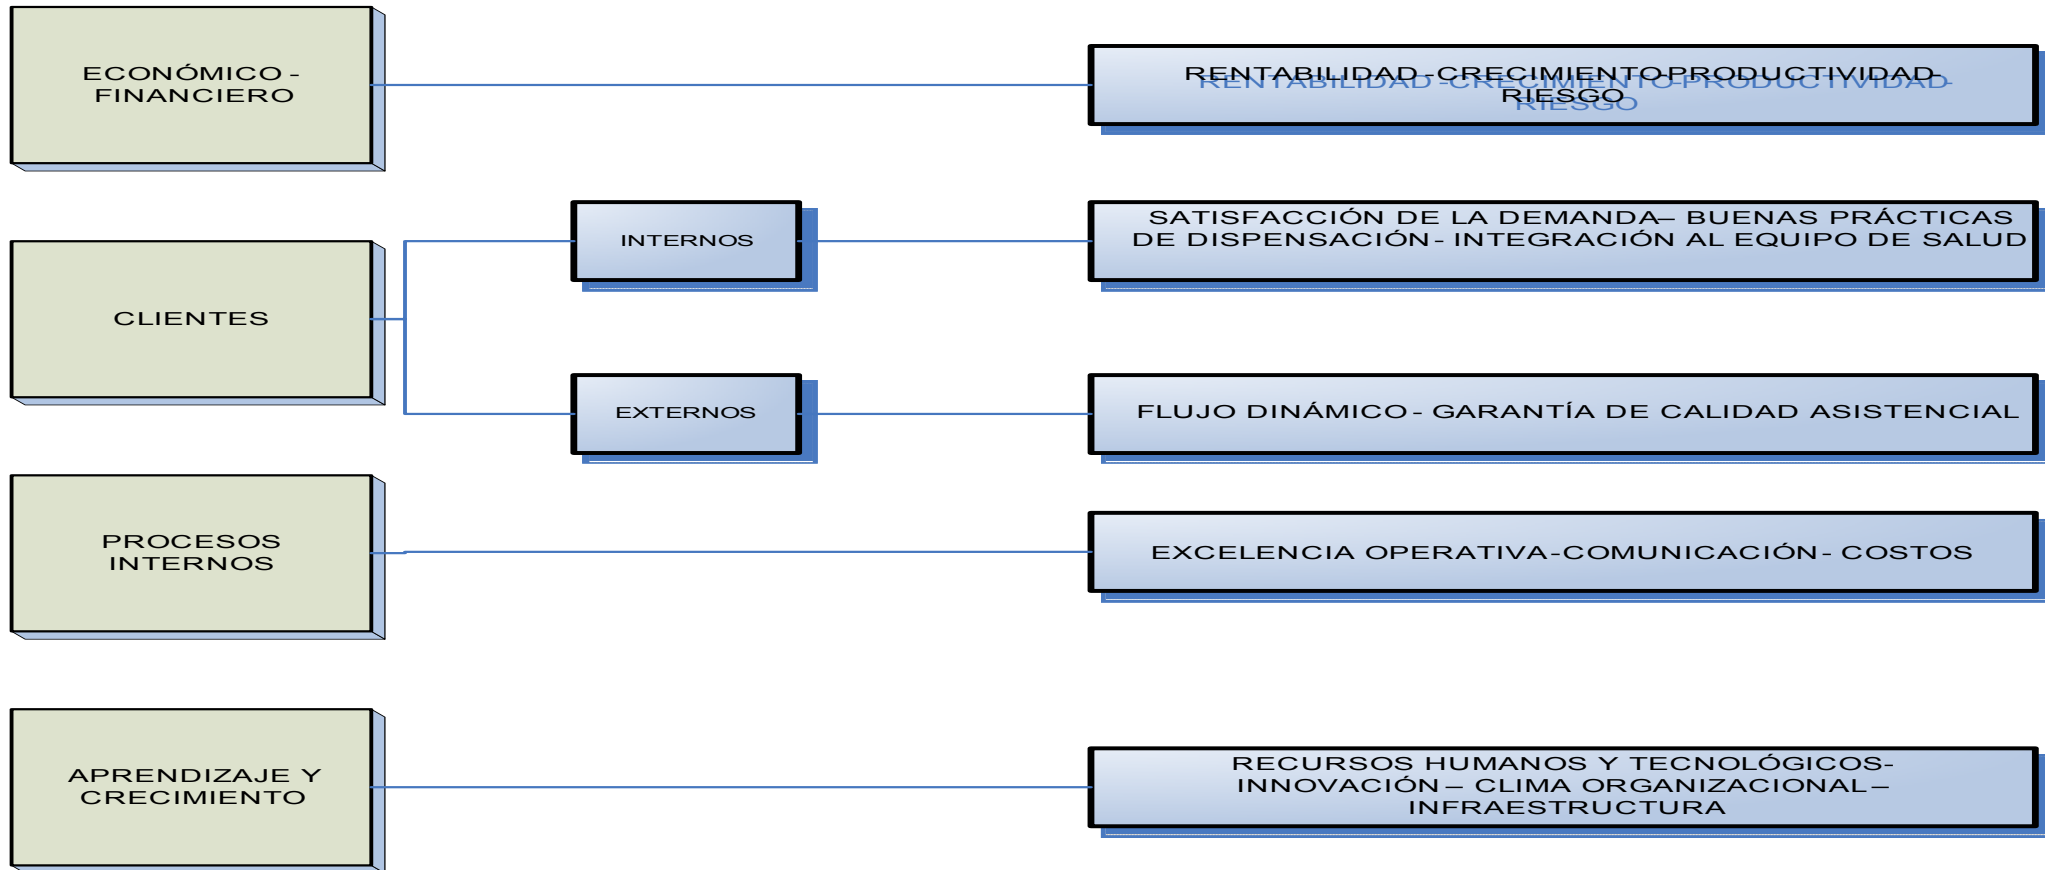 ECONÓMICO -
FINANCIERO
RENTABILIDAD -CRECIMIENTO-PRODUCTIVIDAD-
RIESGO
CLIENTES
INTERNOS
SATISFACCIÓN DE LA DEMANDA– BUENAS PRÁCTICAS
DE DISPENSACIÓN - INTEGRACIÓN AL EQUIPO DE SALUD
EXTERNOS
FLUJO DINÁMICO - GARANTÍA DE CALIDAD ASISTENCIAL
PROCESOS
INTERNOS
EXCELENCIA OPERATIVA -COMUNICACIÓN - COSTOS
APRENDIZAJE Y
CRECIMIENTO
RECURSOS HUMANOS Y TECNOLÓGICOS-
INNOVACIÓN – CLIMA ORGANIZACIONAL –
INFRAESTRUCTURA